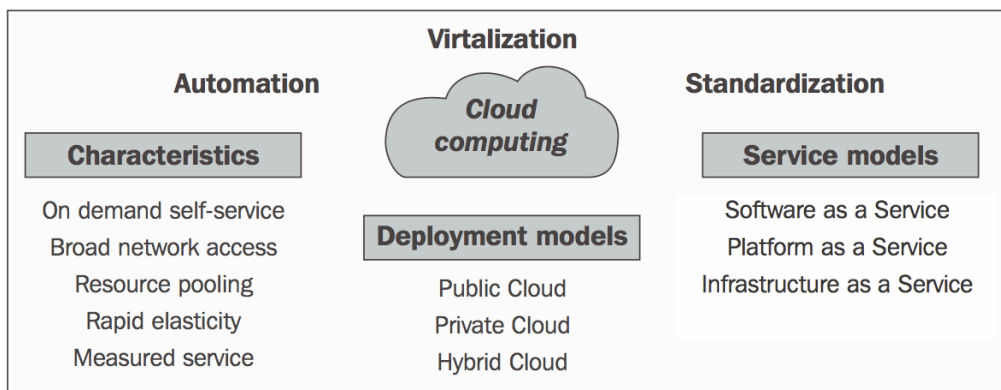 Virtalization
Automation
Standardization
Cloud
computing
Characteristics
On demand self-service
Broad network access
Resource pooling
Rapid elasticity
Measured service
Deployment models
Public Cloud
Private Cloud
Hybrid Cloud
Service models
Software as a Service
Platform as a Service
Infrastructure as a Service